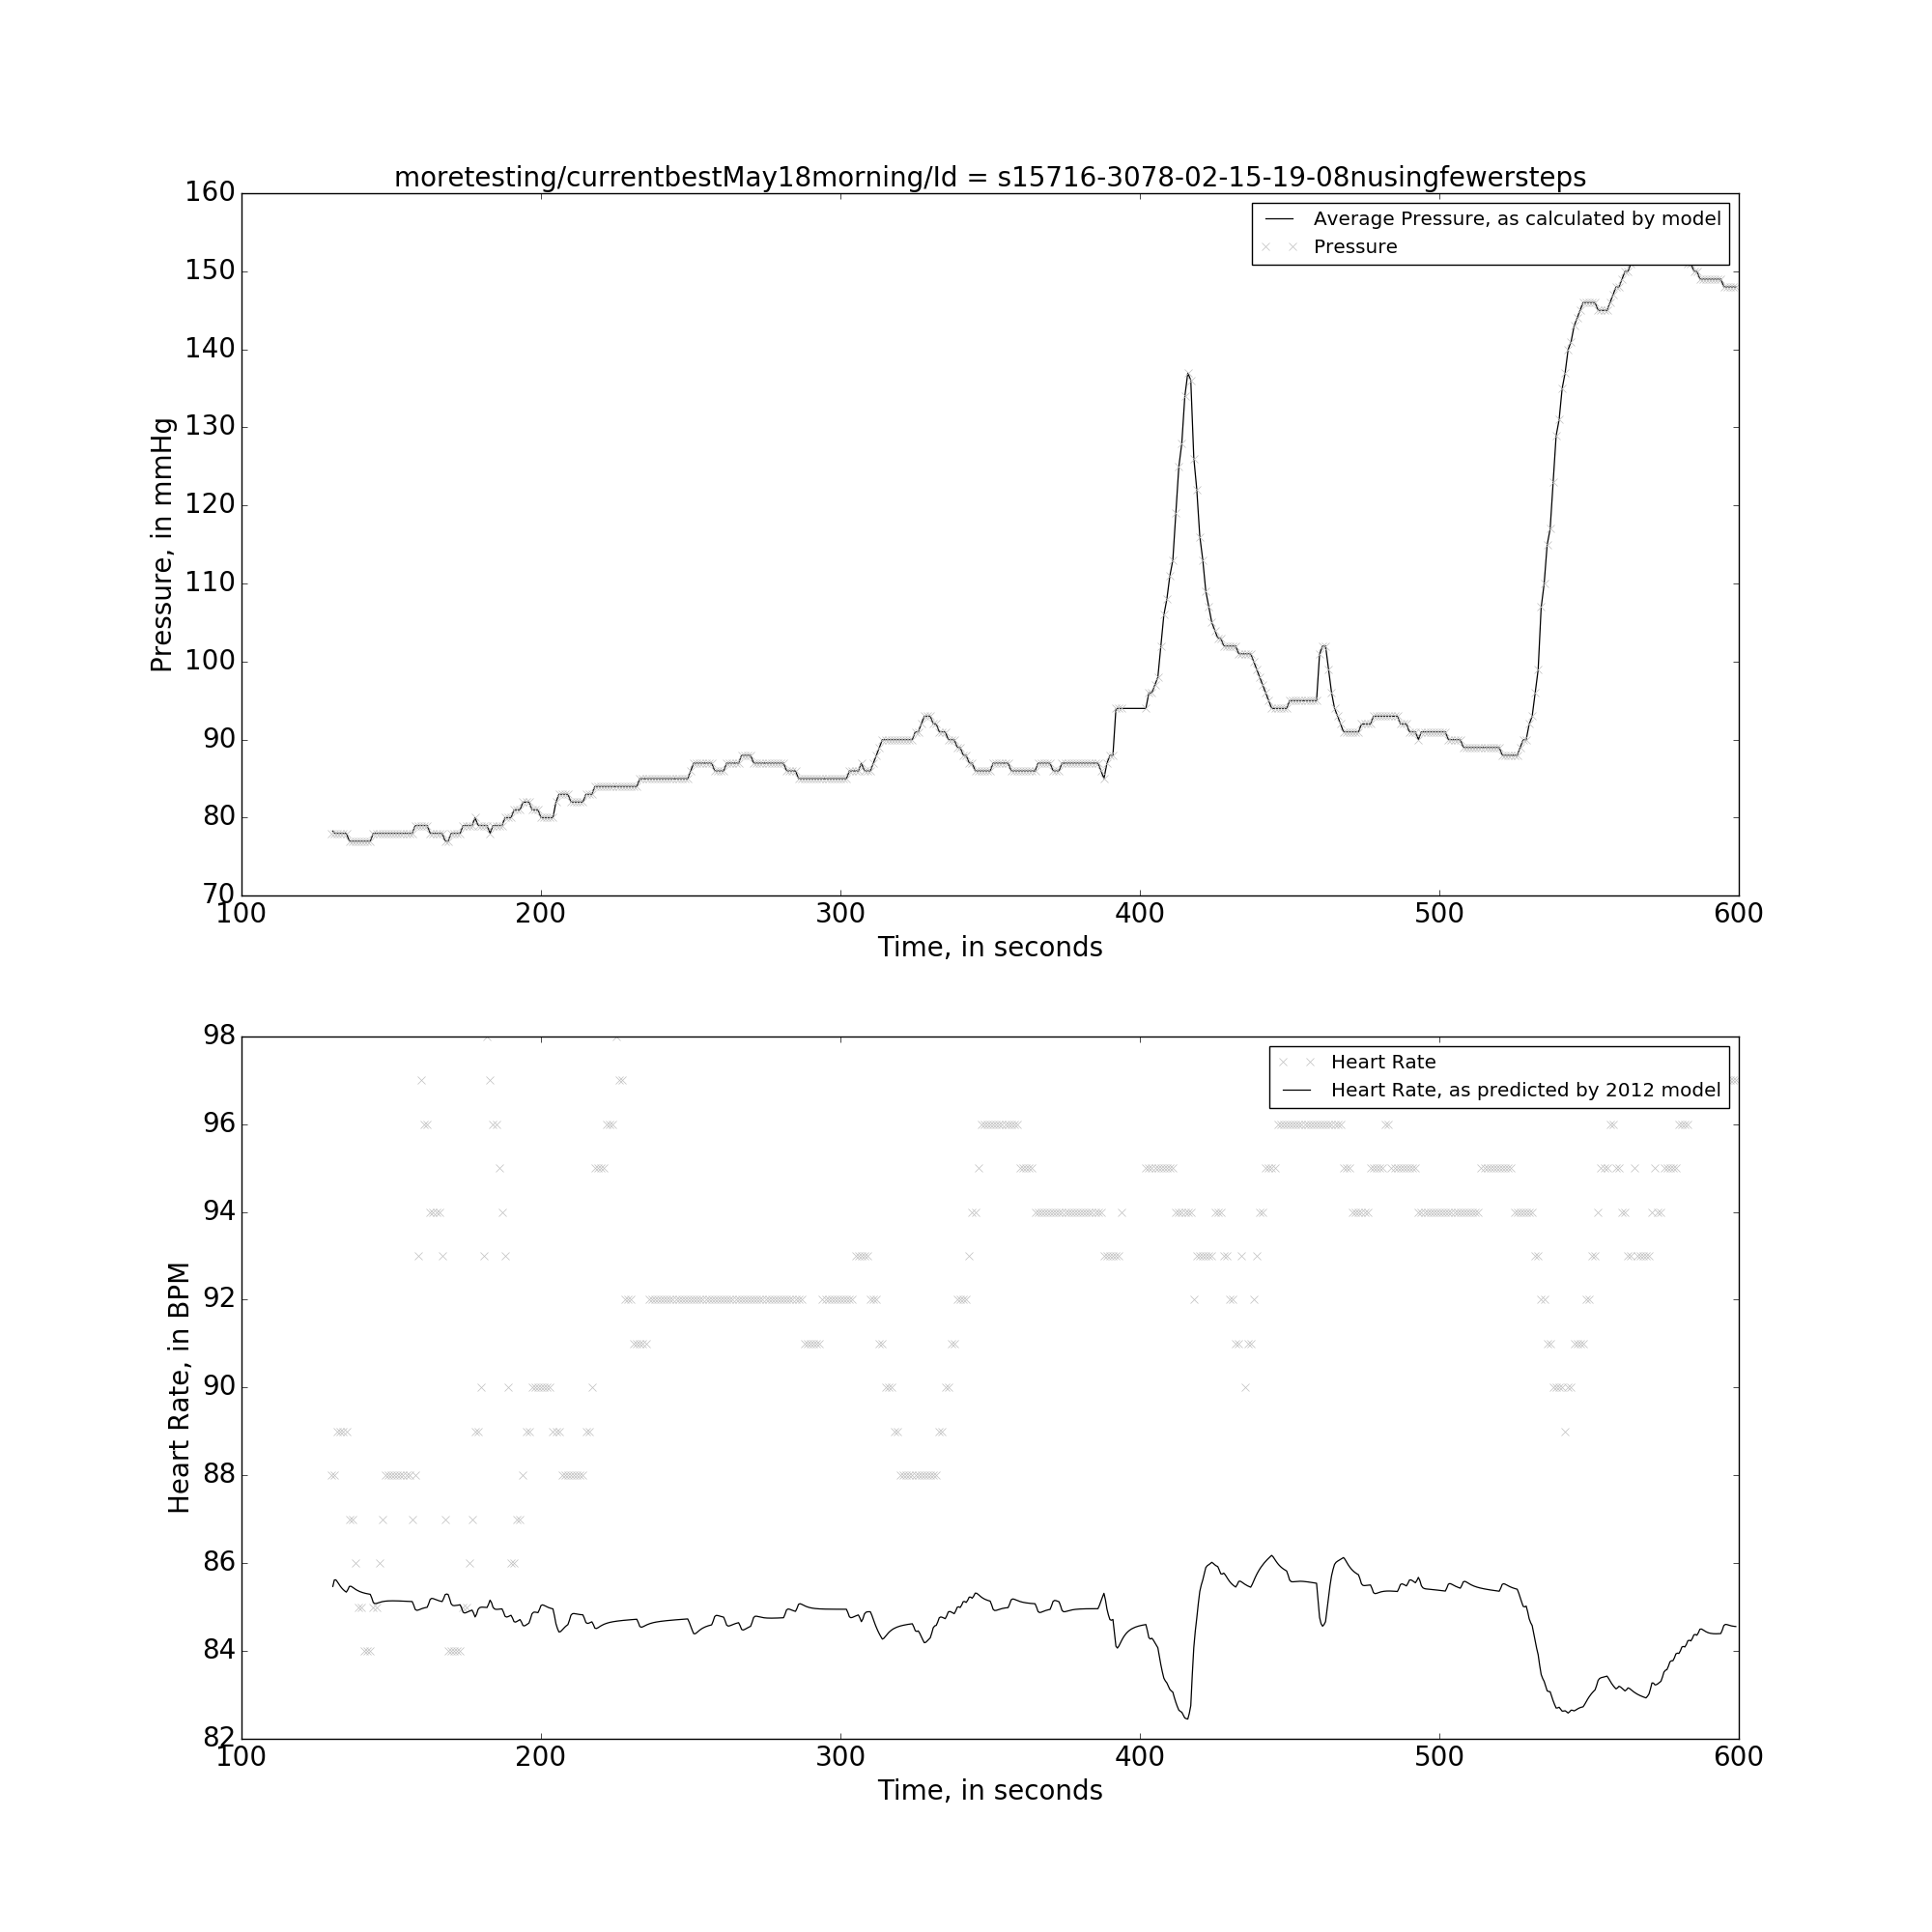 moretesting/currentbestMay18morning/Id = s15716-3078-02-15-19-08nusingfewersteps
160
150
140
130
120
110
100
90
80
70
Pressure, in mmHg
Average Pressure, as calculated by model
Pressure
100 200 300 400 500 600
Time, in seconds
98
96
94
92
90
88
86
84
82
Heart Rate, in BPM
Heart Rate
Heart Rate, as predicted by 2012 model
100 200 300 400 500 600
Time, in seconds